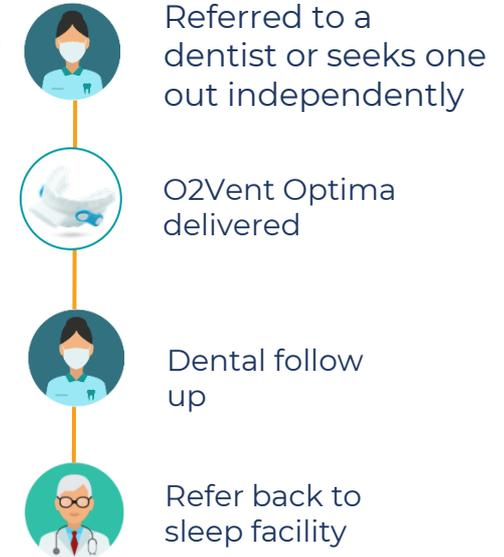 Referred to a
dentist or seeks one
out independently
O2Vent Optima
delivered
Dental follow
up
Refer back to
sleep facility